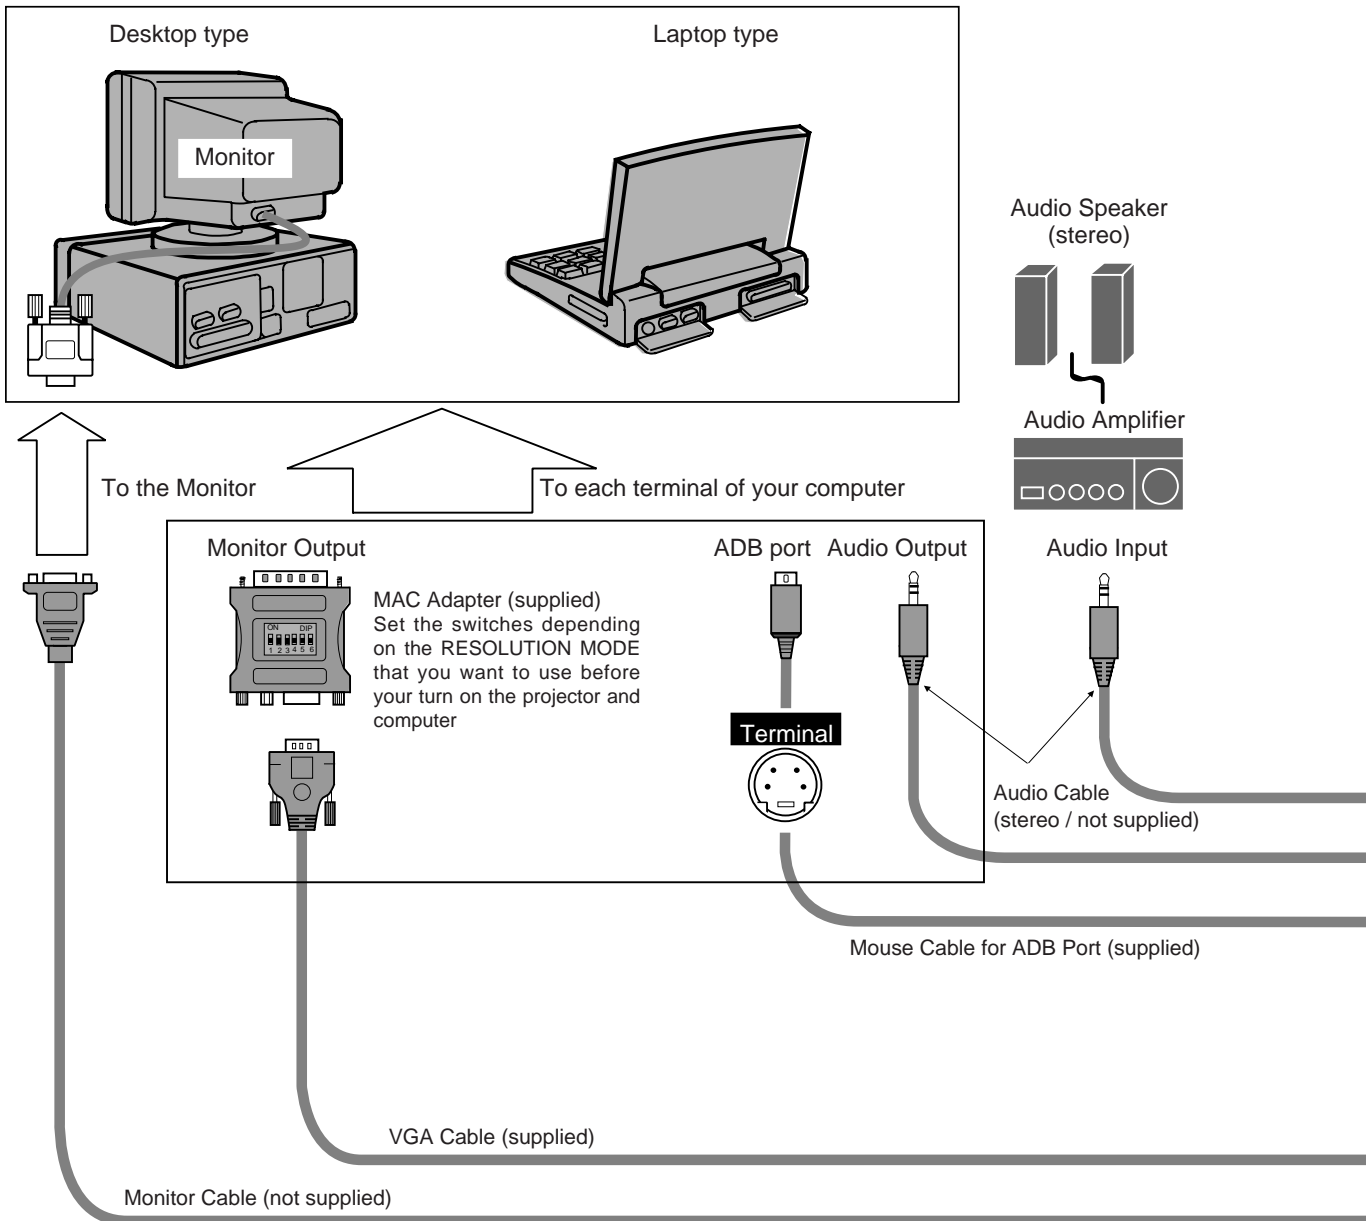 Desktop type
Laptop type
Monitor
Audio Speaker
(stereo)
Audio Amplifier
To the Monitor
To each terminal of your computer
Monitor Output
ADB port
Audio Output
Audio Input
MAC Adapter (supplied)
Set the switches depending
on the RESOLUTION MODE
that you want to use before
your turn on the projector and
computer
ON DIP
1 2 3 4 5 6
Terminal
Audio Cable
(stereo / not supplied)
Mouse Cable for ADB Port (supplied)
VGA Cable (supplied)
Monitor Cable (not supplied)